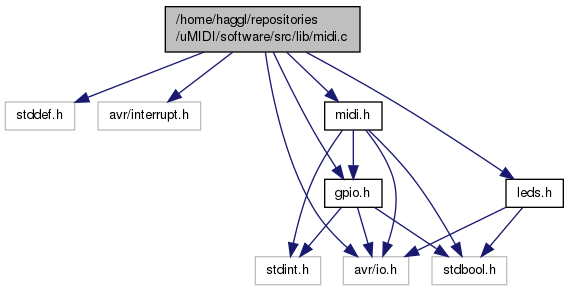 /home/haggl/repositories
/uMIDI/software/src/lib/midi.c
stddef.h
avr/interrupt.h
midi.h
gpio.h
leds.h
stdint.h
avr/io.h
stdbool.h